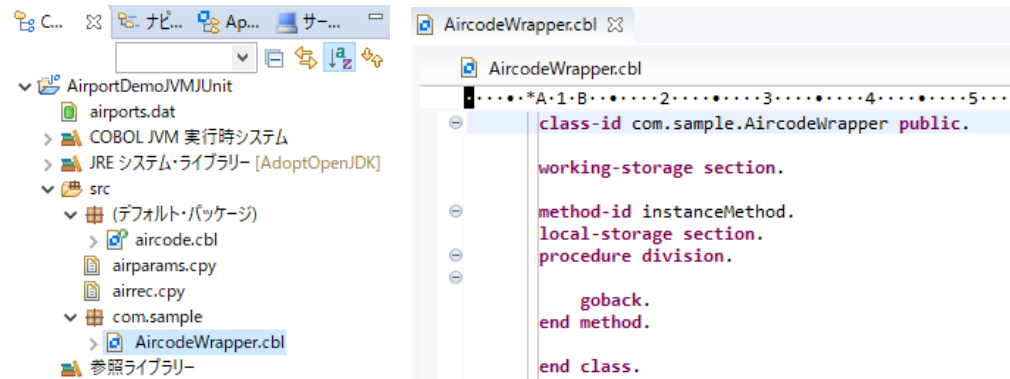 C...
ナビ...
Ap...
サー...
AirportDemoJVMJUnit
airports.dat
COBOL JVM 実行時システム
JRE システム・ライブラリー [AdoptOpenJDK]
src
(デフォルト・パッケージ)
aircode.cbl
airparams.cpy
airrec.cpy
com.sample
AircodeWrapper.cbl
参照ライブラリー
AircodeWrapper.cbl
AircodeWrapper.cbl
*A·1·B··•····2····•····3····•····4····•····5···
class-id com.sample.AircodeWrapper public.
working-storage section.
method-id instanceMethod.
local-storage section.
procedure division.
goback.
end method.
end class.